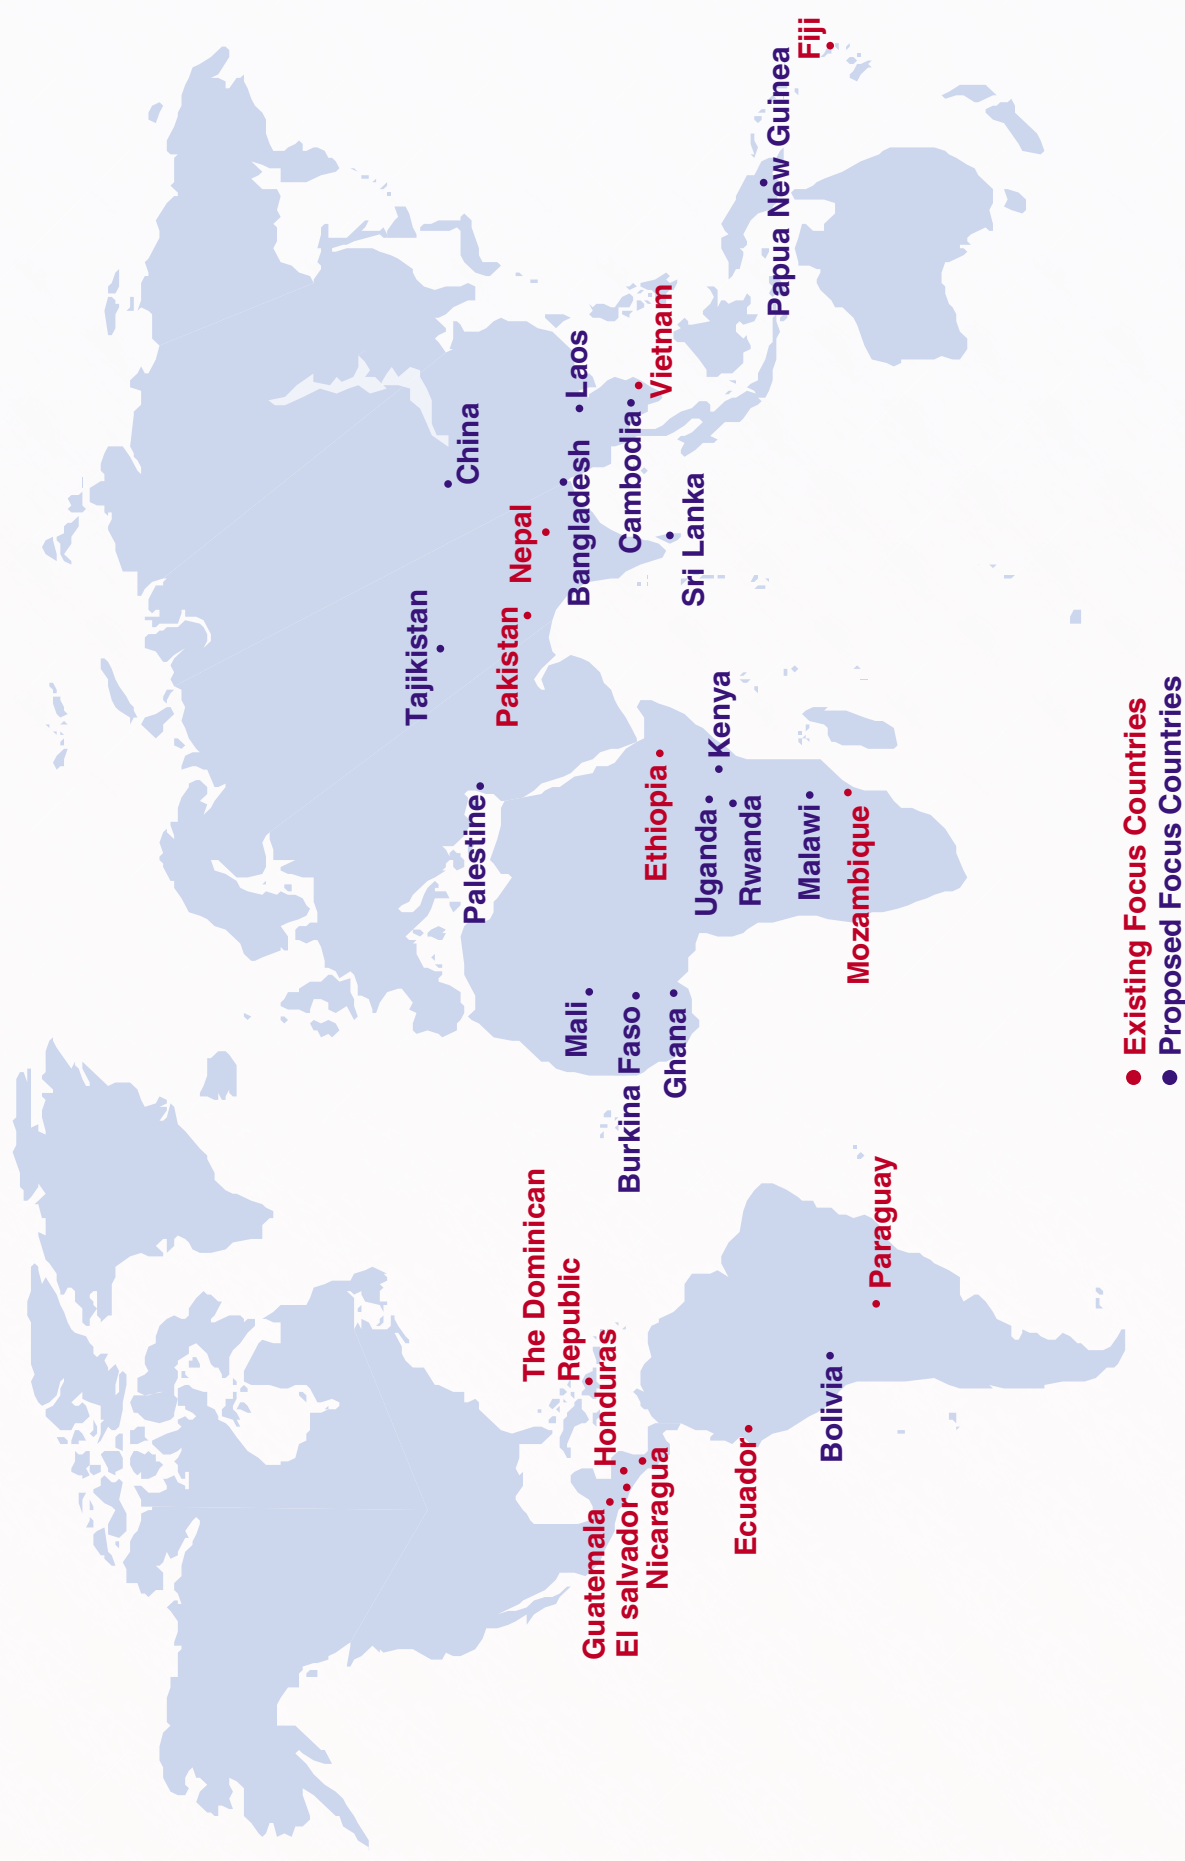 The Dominican
Republic
Honduras
Guatemala
El salvador
Nicaragua
Ecuador
Bolivia
Paraguay
Mali
Burkina Faso
Ghana
Palestine
Ethiopia
Uganda
Kenya
Rwanda
Malawi
Mozambique
Tajikistan
Pakistan
Nepal
China
Bangladesh
Laos
Cambodia
Vietnam
Sri Lanka
Papua New Guinea
Fiji
Existing Focus Countries
Proposed Focus Countries